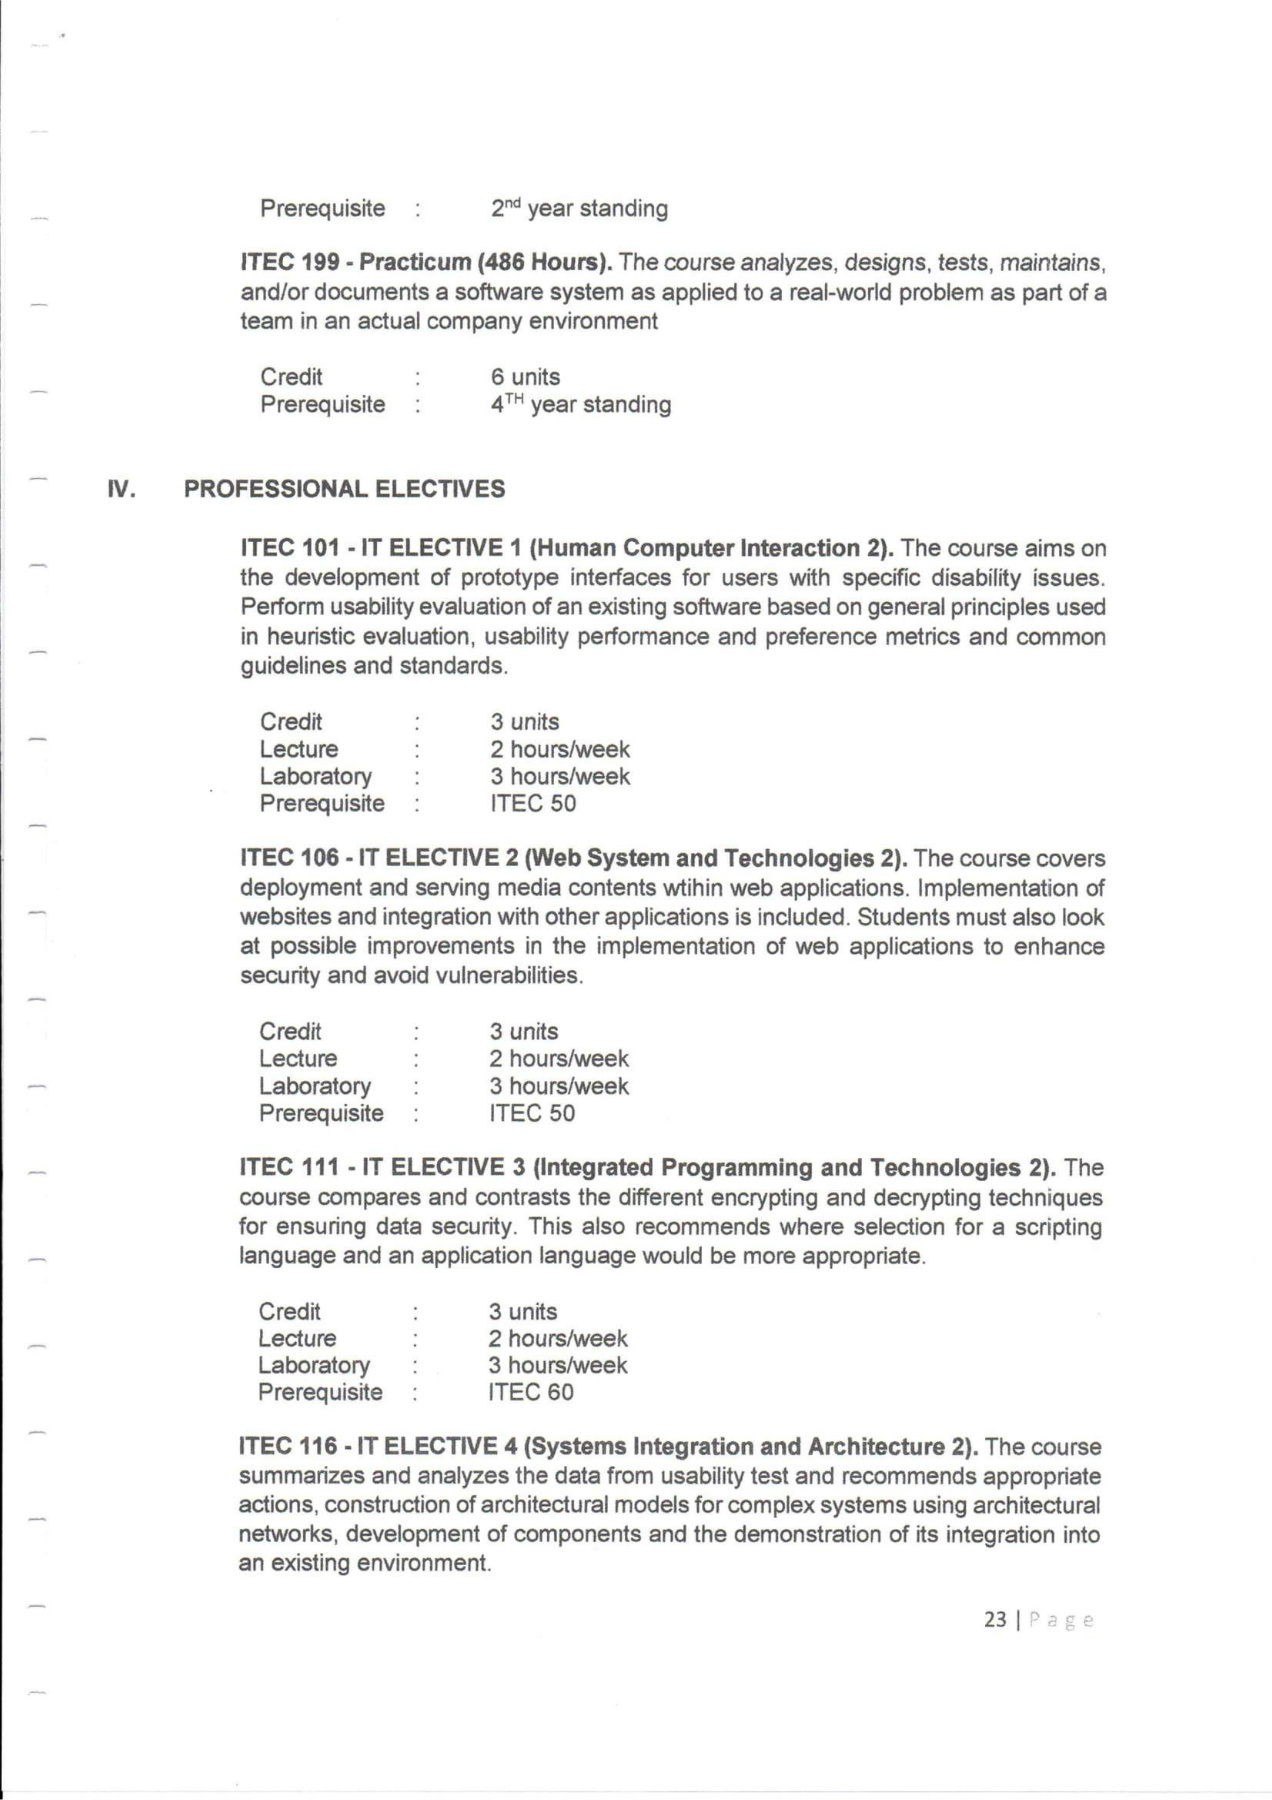 Prerequisite : 2nd year standing
ITEC 199 - Practicum (486 Hours). The course analyzes, designs, tests, maintains,
and/or documents a software system as applied to a real-world problem as part of a
team in an actual company environment
Credit : 6 units
Prerequisite : 4TH year standing
IV. PROFESSIONAL ELECTIVES
ITEC 101 - IT ELECTIVE 1 (Human Computer Interaction 2). The course aims on
the development of prototype interfaces for users with specific disability issues.
Perform usability evaluation of an existing software based on general principles used
in heuristic evaluation, usability performance and preference metrics and common
guidelines and standards.
Credit : 3 units
Lecture : 2 hours/week
Laboratory : 3 hours/week
Prerequisite : ITEC 50
ITEC 106 - IT ELECTIVE 2 (Web System and Technologies 2). The course covers
deployment and serving media contents wtihin web applications. Implementation of
websites and integration with other applications is included. Students must also look
at possible improvements in the implementation of web applications to enhance
security and avoid vulnerabilities.
Credit : 3 units
Lecture : 2 hours/week
Laboratory : 3 hours/week
Prerequisite : ITEC 50
ITEC 111 - IT ELECTIVE 3 (Integrated Programming and Technologies 2). The
course compares and contrasts the different encrypting and decrypting techniques
for ensuring data security. This also recommends where selection for a scripting
language and an application language would be more appropriate.
Credit : 3 units
Lecture : 2 hours/week
Laboratory : 3 hours/week
Prerequisite : ITEC 60
ITEC 116 - IT ELECTIVE 4 (Systems Integration and Architecture 2). The course
summarizes and analyzes the data from usability test and recommends appropriate
actions, construction of architectural models for complex systems using architectural
networks, development of components and the demonstration of its integration into
an existing environment.
23 | Page